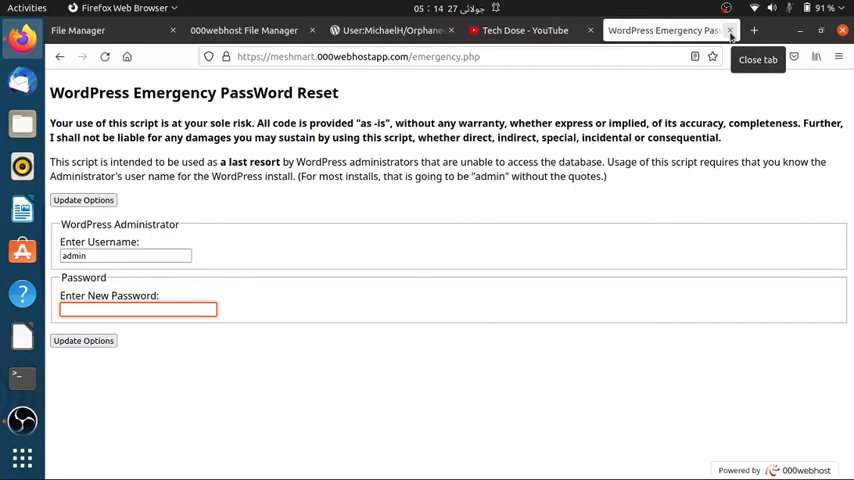 Activities
Firefox Web Browser
05 : 14 27 جولائی
91 %
File Manager
000webhost File Manager
User:MichaelH/Orphaned
Tech Dose - YouTube
WordPress Emergency Pass
Close tab
https://meshmart.000webhostapp.com/emergency.php
WordPress Emergency PassWord Reset
Your use of this script is at your sole risk. All code is provided "as -is", without any warranty, whether express or implied, of its accuracy, completeness. Further,
I shall not be liable for any damages you may sustain by using this script, whether direct, indirect, special, incidental or consequential.
This script is intended to be used as a last resort by WordPress administrators that are unable to access the database. Usage of this script requires that you know the
Administrator's user name for the WordPress install. (For most installs, that is going to be "admin" without the quotes.)
Update Options
WordPress Administrator
Enter Username:
admin
Password
Enter New Password:
Update Options
Powered by 000webhost